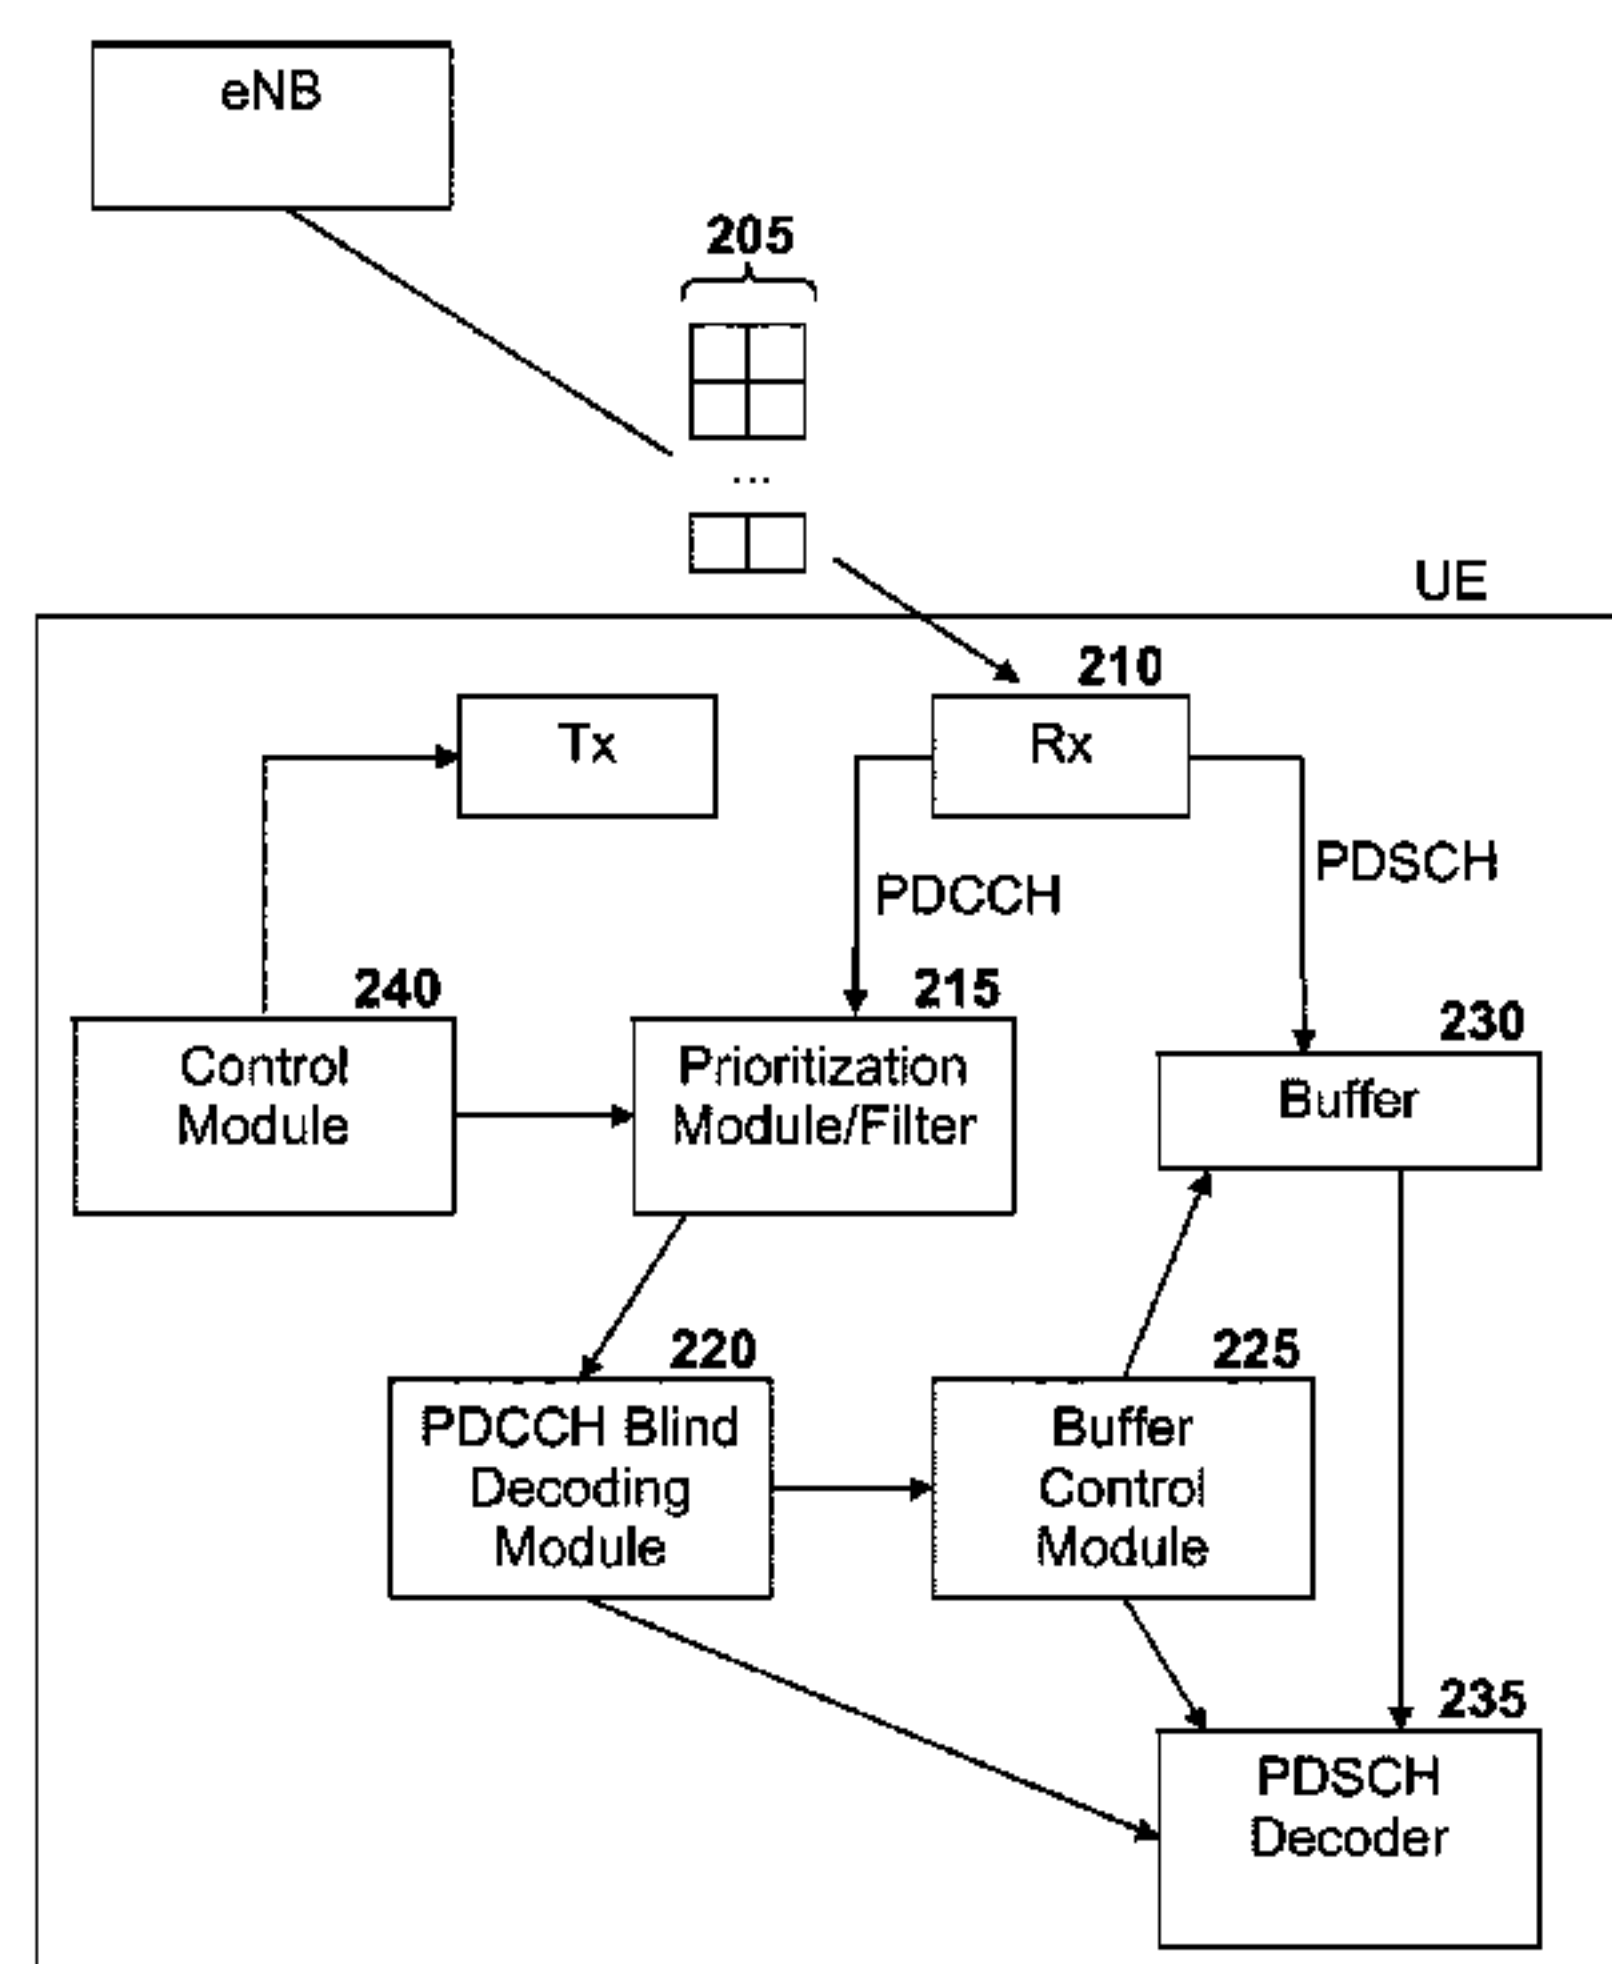 eNB
205
...
UE
210
Tx
Rx
PDSCH
PDCCH
240
215
230
Control
Module
Prioritization
Module/Filter
Buffer
220
225
PDCCH Blind
Decoding
Module
Buffer
Control
Module
235
PDSCH
Decoder